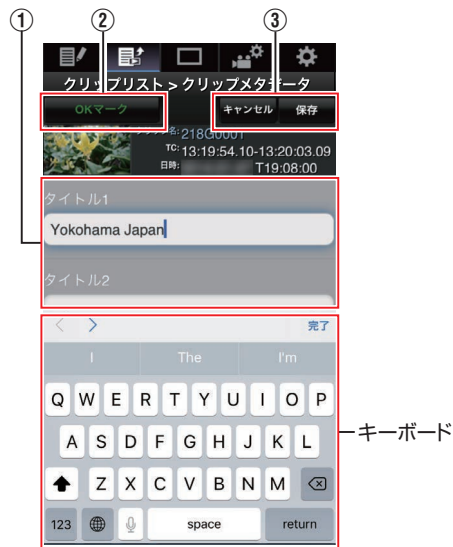 ① ② ③
クリップリスト > クリップメタデータ
OKマーク キャンセル 保存
218G0001
TC: 13:19:54.10-13:20:03.09
日時: T19:08:00
タイトル1
Yokohama Japan
タイトル2
完了
I The I'm
Q W E R T Y U I O P
A S D F G H J K L
キーボード
Z X C V B N M
123 space return